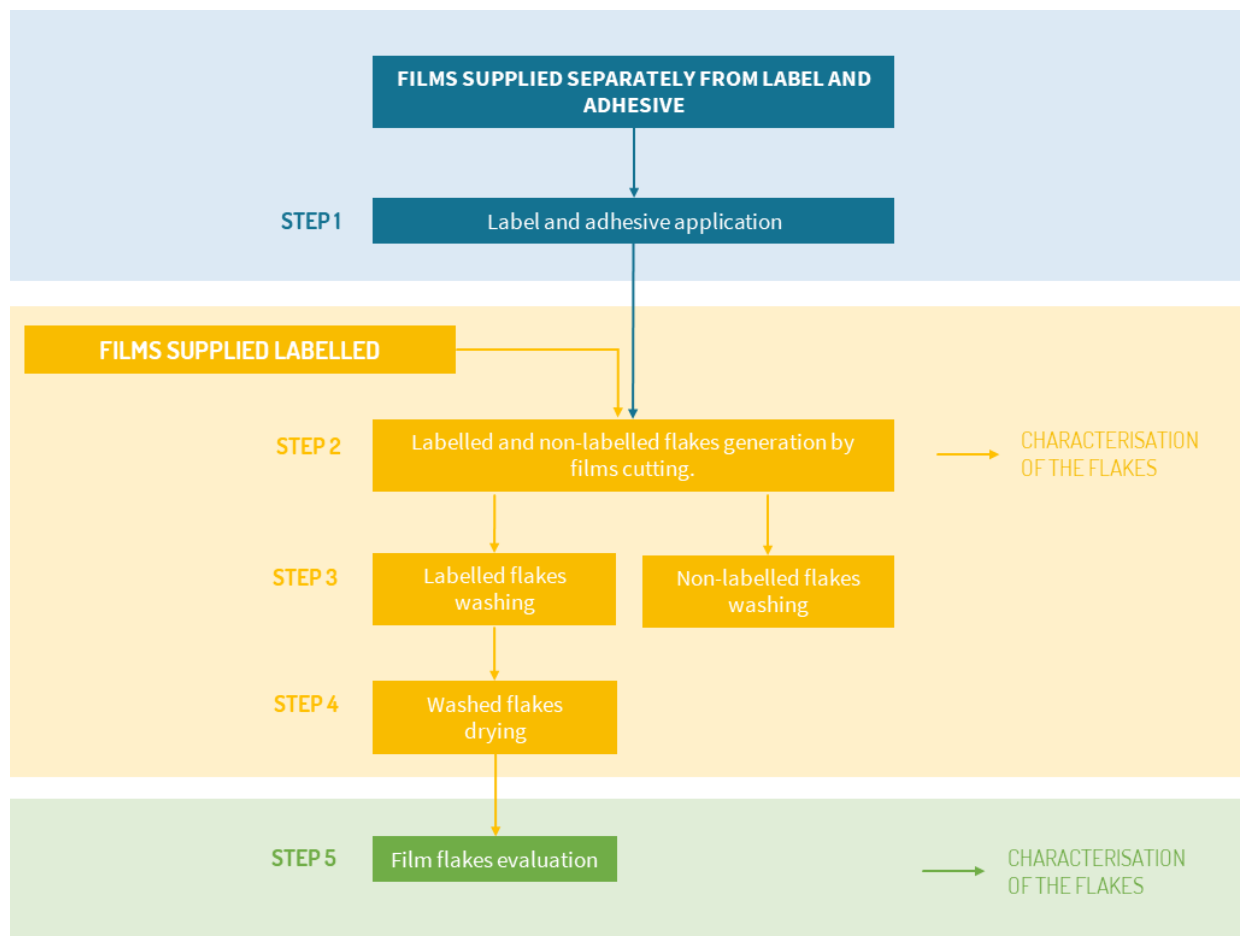 FILMS SUPPLIED SEPARATELY FROM LABEL AND
ADHESIVE
STEP 1
Label and adhesive application
FILMS SUPPLIED LABELLED
STEP 2
Labelled and non-labelled flakes generation by
films cutting.
CHARACTERISATION
OF THE FLAKES
STEP 3
Labelled flakes
washing
Non-labelled flakes
washing
STEP 4
Washed flakes
drying
STEP 5
Film flakes evaluation
CHARACTERISATION
OF THE FLAKES